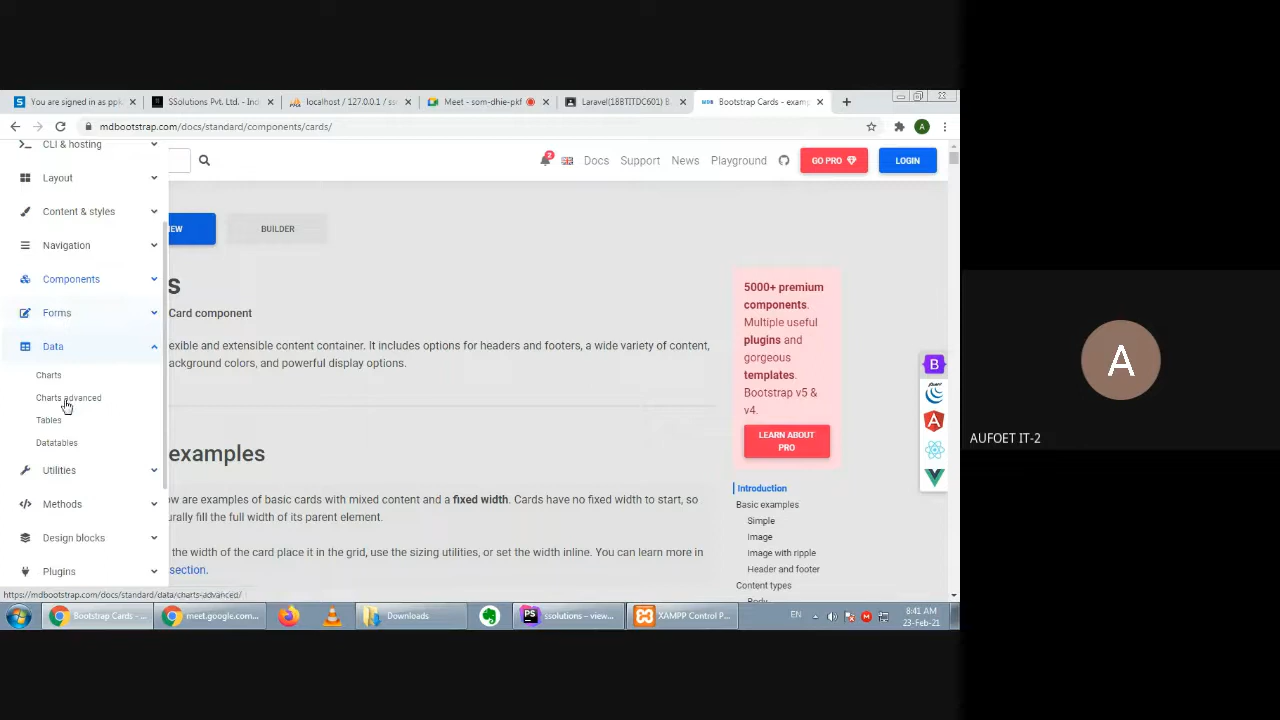 You are signed in as ppk
SSolutions Pvt. Ltd. - Ind
localhost / 127.0.0.1 / sso
Meet - som-dhie-pkf
Laravel(18BTITDC601) B
Bootstrap Cards - examp
mdbootstrap.com/docs/standard/components/cards/
CLI & hosting
2
Docs
Support
News
Playground
GO PRO
LOGIN
Layout
Content & styles
Navigation
Components
Forms
Data
Charts
Charts advanced
Tables
Datatables
Utilities
Methods
Design blocks
Plugins
EW
BUILDER
s
Card component
exible and extensible content container. It includes options for headers and footers, a wide variety of content,
ackground colors, and powerful display options.
examples
ow are examples of basic cards with mixed content and a fixed width. Cards have no fixed width to start, so
urally fill the full width of its parent element.
the width of the card place it in the grid, use the sizing utilities, or set the width inline. You can learn more in
section.
5000+ premium
components.
Multiple useful
plugins and
gorgeous
templates.
Bootstrap v5 &
v4.
LEARN ABOUT
PRO
Introduction
Basic examples
Simple
Image
Image with ripple
Header and footer
Content types
B
https://mdbootstrap.com/docs/standard/data/charts-advanced/
Bootstrap Cards - ...
meet.google.com...
Downloads
PS
ssolutions – view...
XAMPP Control P...
EN
8:41 AM
23-Feb-21
A
AUFOET IT-2